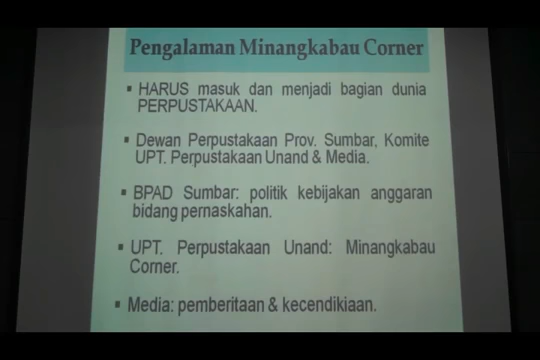 Pengalaman Minangkabau Corner
▪ HARUS masuk dan menjadi bagian dunia
PERPUSTAKAAN.
▪ Dewan Perpustakaan Prov. Sumbar, Komite
UPT. Perpustakaan Unand & Media.
▪ BPAD Sumbar: politik kebijakan anggaran
bidang pernaskahan.
▪ UPT. Perpustakaan Unand: Minangkabau
Corner.
▪ Media: pemberitaan & kecendikiaan.